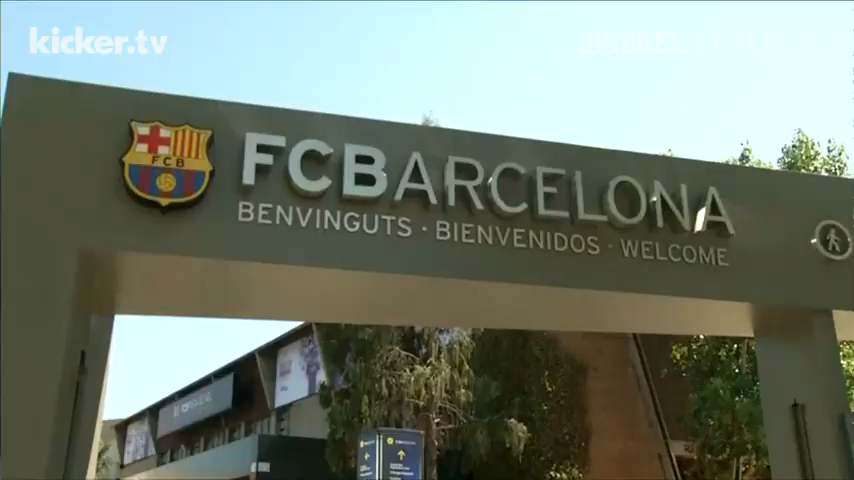 kicker.tv
FCB
FCBARCELONA
BENVINGUTS · BIENVENIDOS · WELCOME